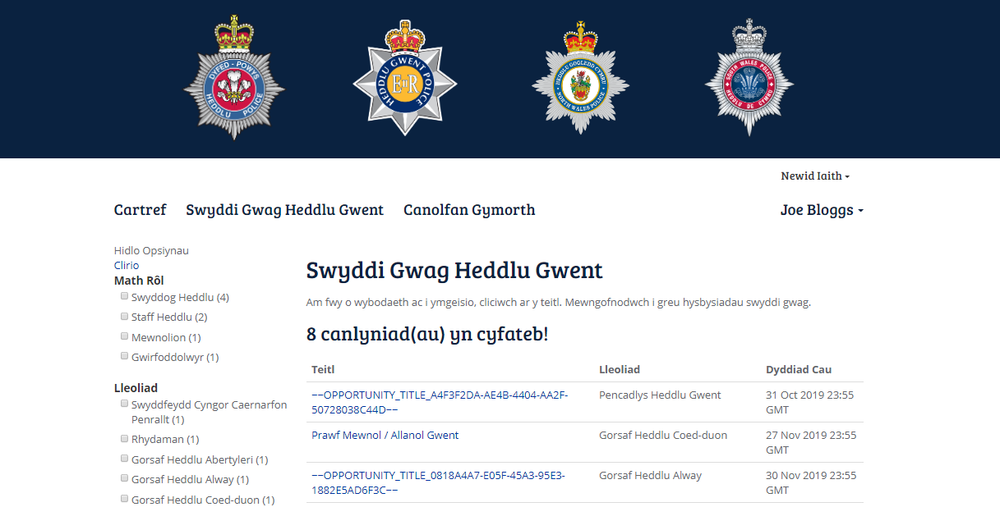 DYFED - POWYS
HEDDLU POLICE
HEDDLU GWENT POLICE
EIIR
HEDDLU GOGLEDD CYMRU
NORTH WALES POLICE
SOUTH WALES POLICE
HEDDLU DE CYMRU
Newid Iaith
Cartref Swyddi Gwag Heddlu Gwent Canolfan Gymorth Joe Bloggs
Hidlo Opsiynau
Clirio
Math Rôl
Swyddog Heddlu (4)
Staff Heddlu (2)
Mewnolion (1)
Gwirfoddolwyr (1)
Lleoliad
Swyddfeydd Cyngor Caernarfon
Penrallt (1)
Rhydaman (1)
Gorsaf Heddlu Abertyleri (1)
Gorsaf Heddlu Alway (1)
Gorsaf Heddlu Coed-duon (1)
Swyddi Gwag Heddlu Gwent
Am fwy o wybodaeth ac i ymgeisio, cliciwch ar y teitl. Mewngofnodwch i greu hysbysiadau swyddi gwag.
8 canlyniad(au) yn cyfateb!
Teitl Lleoliad Dyddiad Cau
~~OPPORTUNITY_TITLE_A4F3F2DA-AE4B-4404-AA2F- Pencadlys Heddlu Gwent 31 Oct 2019 23:55
50728038C44D~~ GMT
Prawf Mewnol / Allanol Gwent Gorsaf Heddlu Coed-duon 27 Nov 2019 23:55
GMT
~~OPPORTUNITY_TITLE_0818A4A7-E05F-45A3-95E3- Gorsaf Heddlu Alway 30 Nov 2019 23:55
1882E5AD6F3C~~ GMT